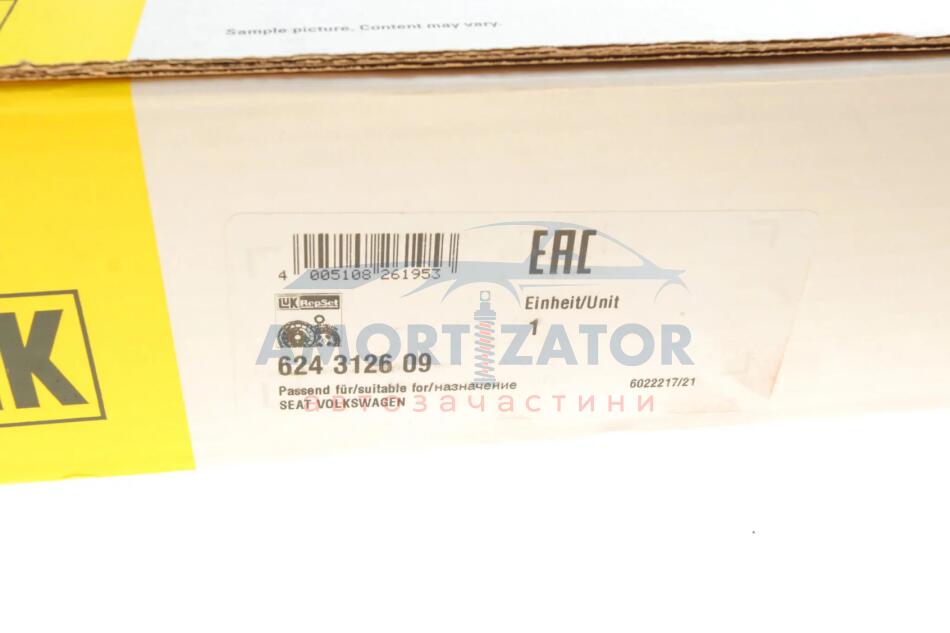 Sample picture. Content may vary.
EAC
4 005108 261953
LuK RepSet
Einheit/Unit
1
AMORTIZATOR
624 3126 09
Passend für/suitable for/назначение
6022217/21
SEAT VOLKSWAGEN
автозапчастини